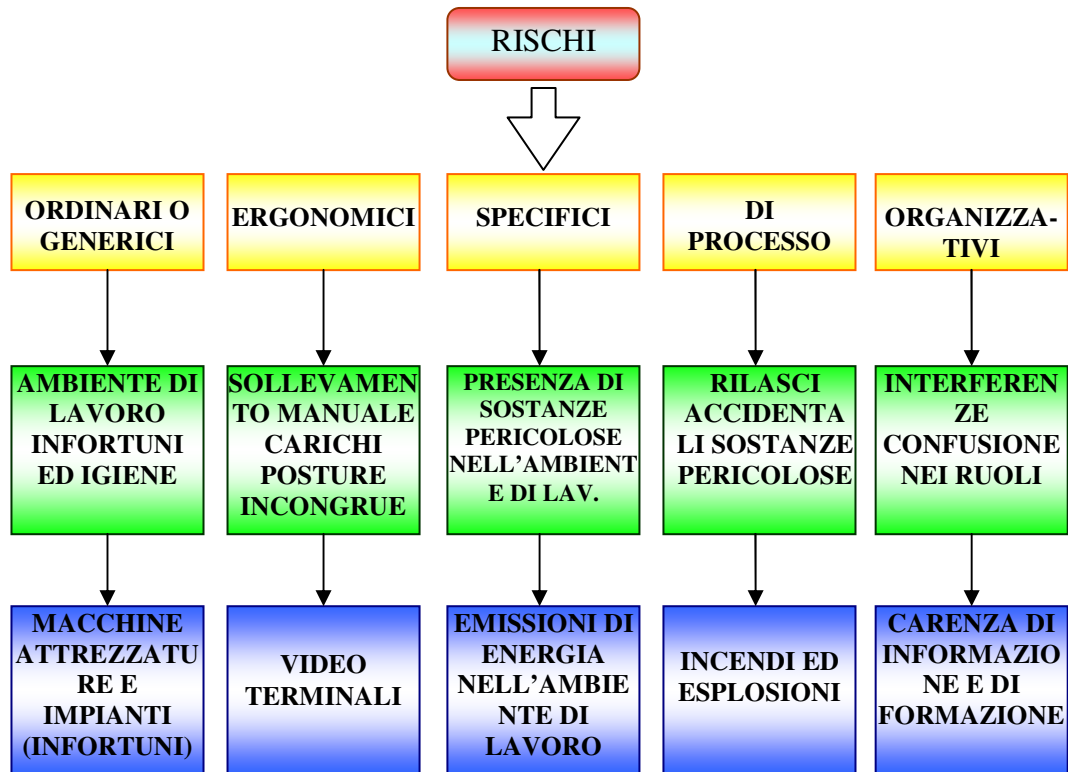 RISCHI
ORDINARI O
GENERICI
ERGONOMICI
SPECIFICI
DI
PROCESSO
ORGANIZZA-
TIVI
AMBIENTE DI
LAVORO
INFORTUNI
ED IGIENE
SOLLEVAMEN
TO MANUALE
CARICHI
POSTURE
INCONGRUE
PRESENZA DI
SOSTANZE
PERICOLOSE
NELL'AMBIENT
E DI LAV.
RILASCI
ACCIDENTA
LI SOSTANZE
PERICOLOSE
INTERFEREN
ZE
CONFUSIONE
NEI RUOLI
MACCHINE
ATTREZZATU
RE E
IMPIANTI
(INFORTUNI)
VIDEO
TERMINALI
EMISSIONI DI
ENERGIA
NELL'AMBIE
NTE DI
LAVORO
INCENDI ED
ESPLOSIONI
CARENZA DI
INFORMAZIO
NE E DI
FORMAZIONE